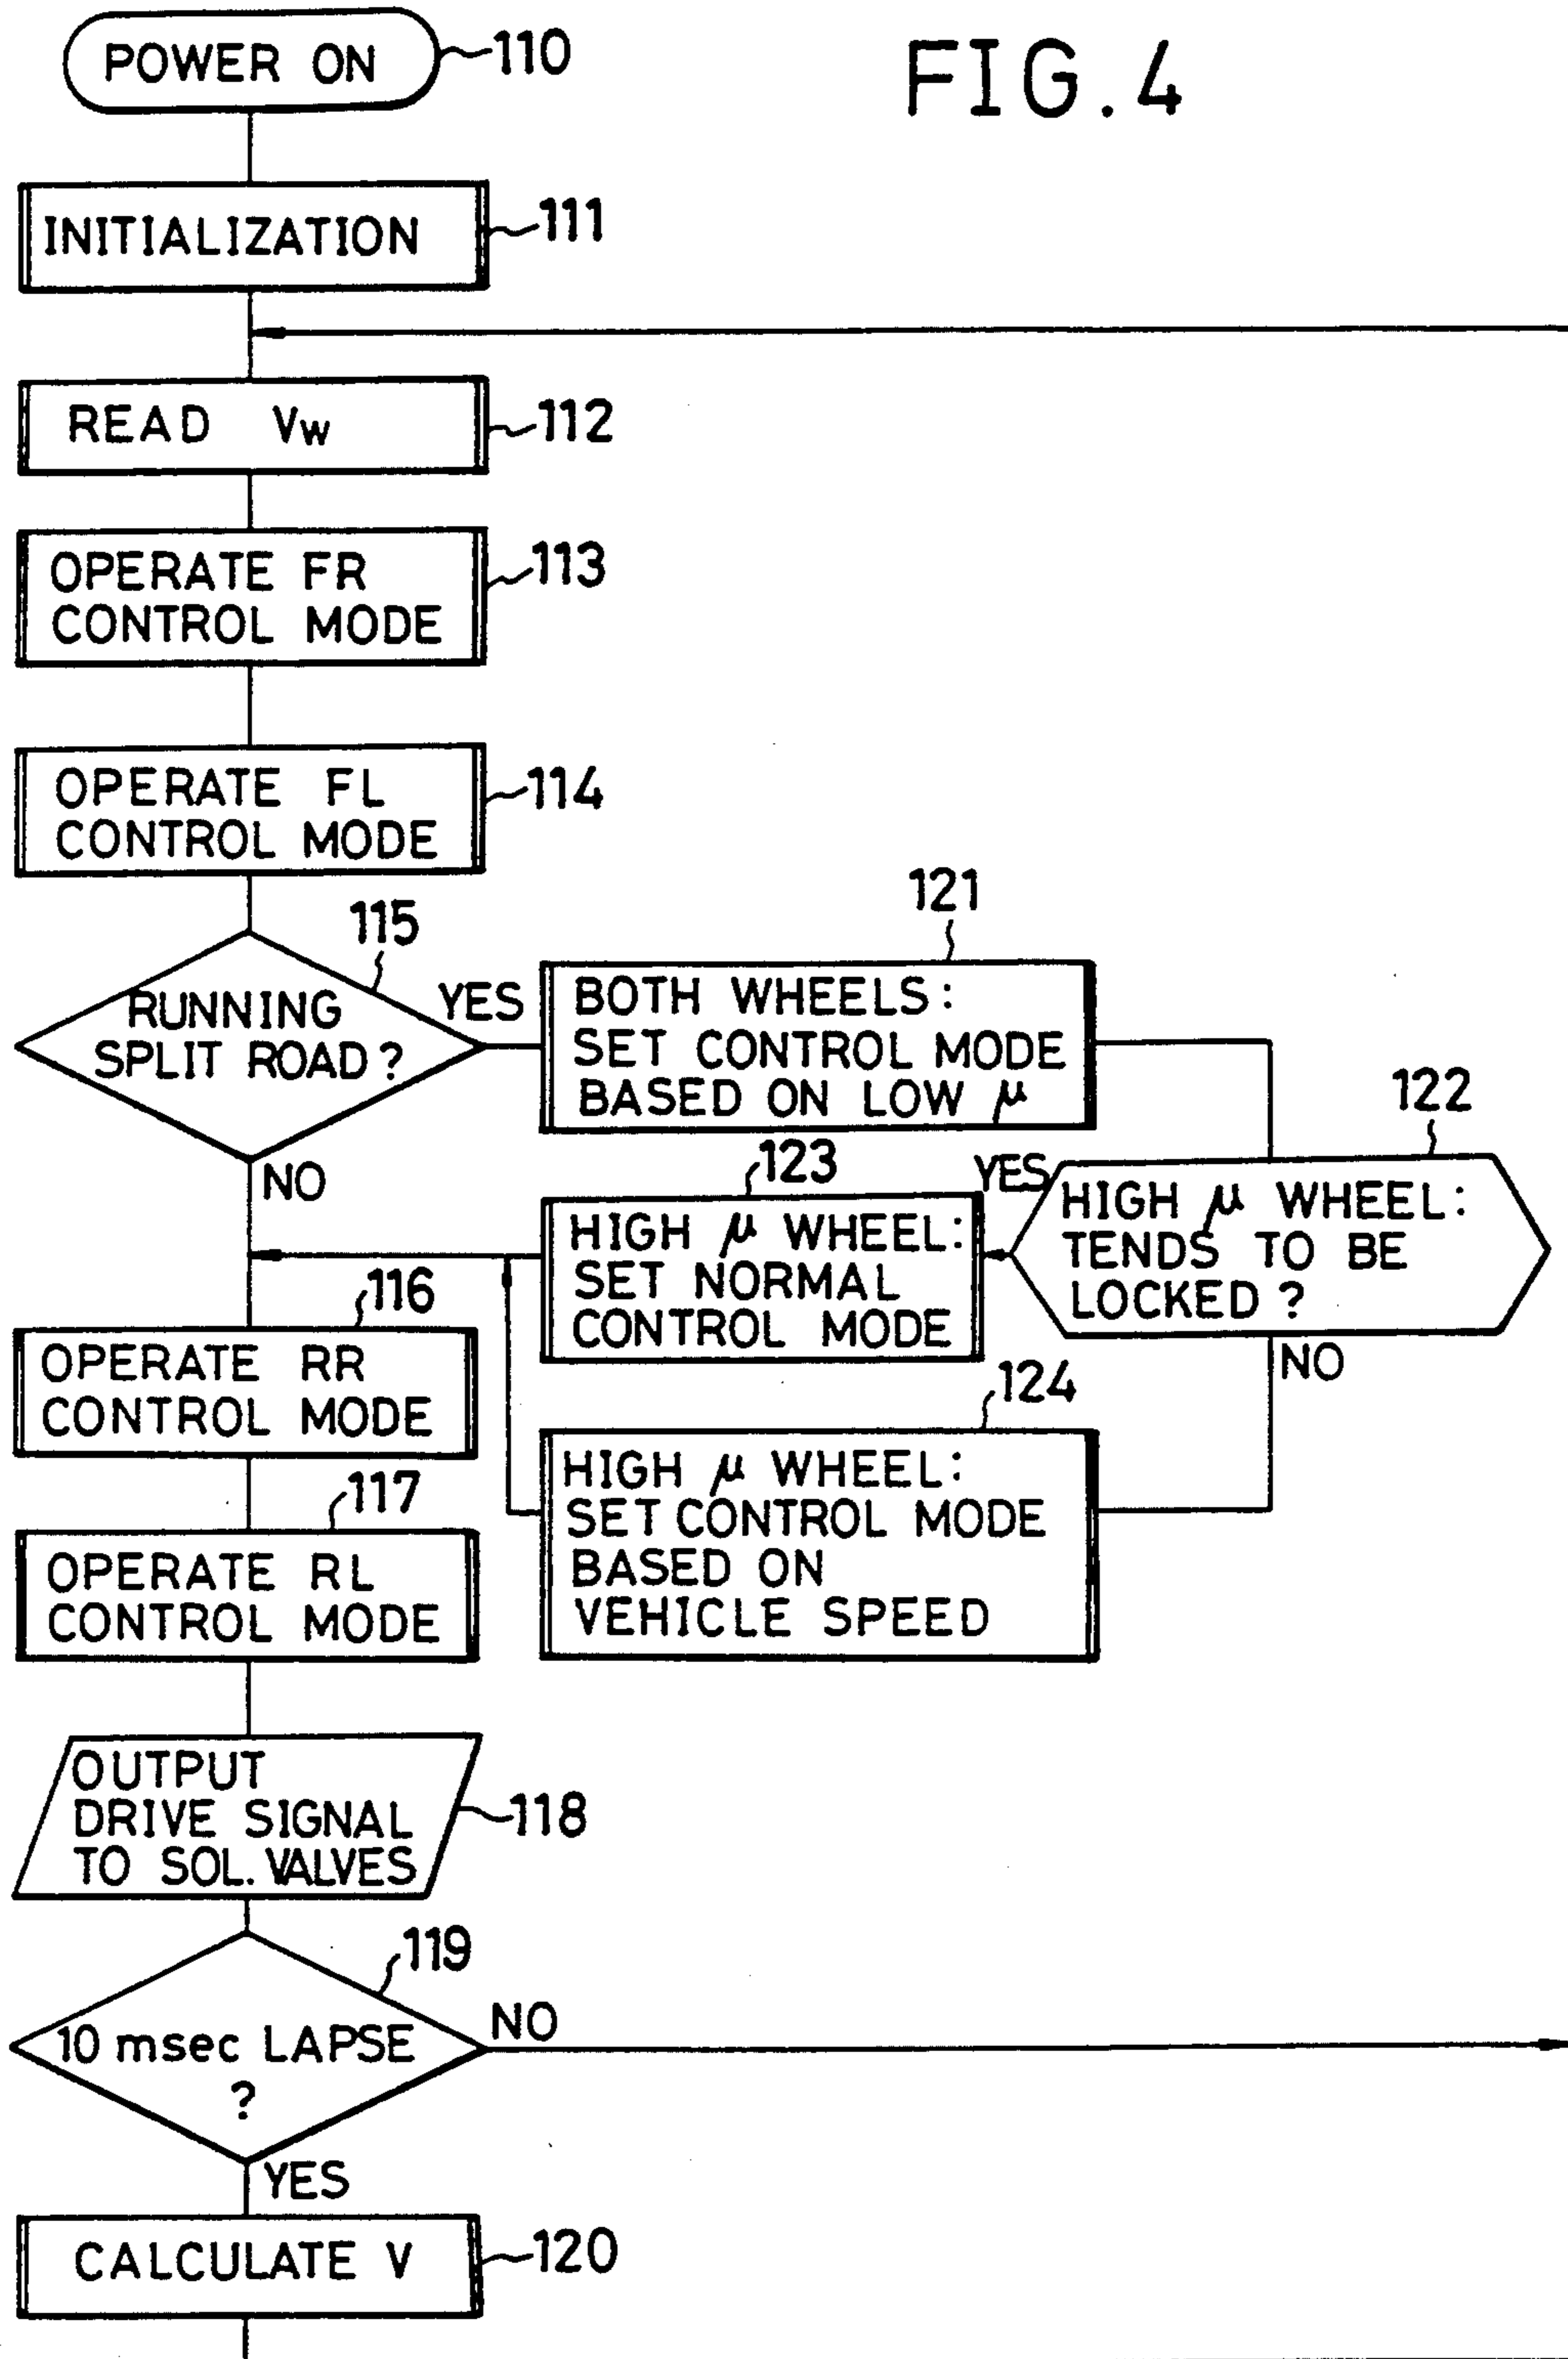 FIG. 4
POWER ON
110
INITIALIZATION
111
READ Vw
112
OPERATE FR
CONTROL MODE
113
OPERATE FL
CONTROL MODE
114
115
RUNNING
SPLIT ROAD?
YES
NO
121
BOTH WHEELS:
SET CONTROL MODE
BASED ON LOW μ
122
HIGH μ WHEEL:
TENDS TO BE
LOCKED?
YES
NO
123
HIGH μ WHEEL:
SET NORMAL
CONTROL MODE
124
HIGH μ WHEEL:
SET CONTROL MODE
BASED ON
VEHICLE SPEED
116
OPERATE RR
CONTROL MODE
117
OPERATE RL
CONTROL MODE
OUTPUT
DRIVE SIGNAL
TO SOL. VALVES
118
119
10 msec LAPSE
?
NO
YES
CALCULATE V
120